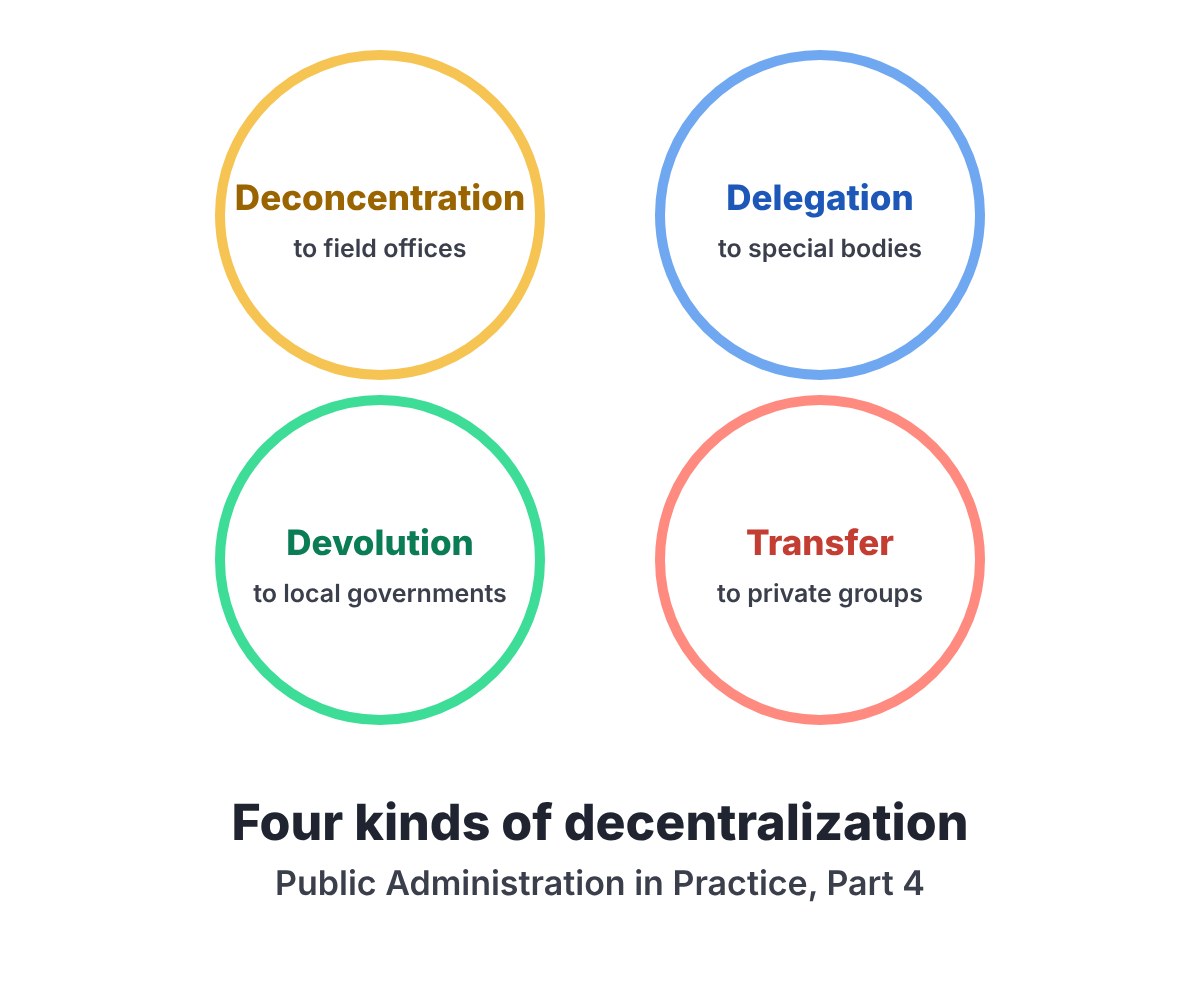 Deconcentration
to field offices
Delegation
to special bodies
Devolution
to local governments
Transfer
to private groups
Four kinds of decentralization
Public Administration in Practice, Part 4